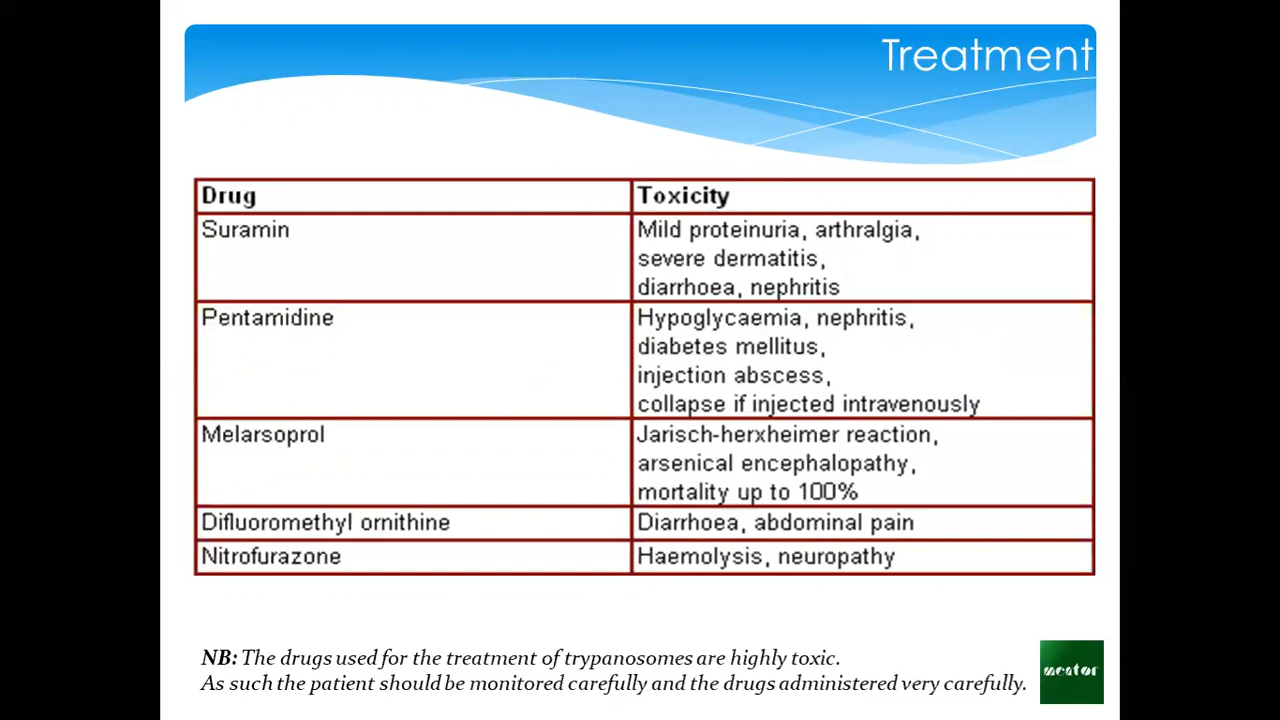 Treatment
Drug Toxicity
Suramin Mild proteinuria, arthralgia,
severe dermatitis,
diarrhoea, nephritis
Pentamidine Hypoglycaemia, nephritis,
diabetes mellitus,
injection abscess,
collapse if injected intravenously
Melarsoprol Jarisch-herxheimer reaction,
arsenical encephalopathy,
mortality up to 100%
Difluoromethyl ornithine Diarrhoea, abdominal pain
Nitrofurazone Haemolysis, neuropathy
NB: The drugs used for the treatment of trypanosomes are highly toxic.
As such the patient should be monitored carefully and the drugs administered very carefully.
mentor